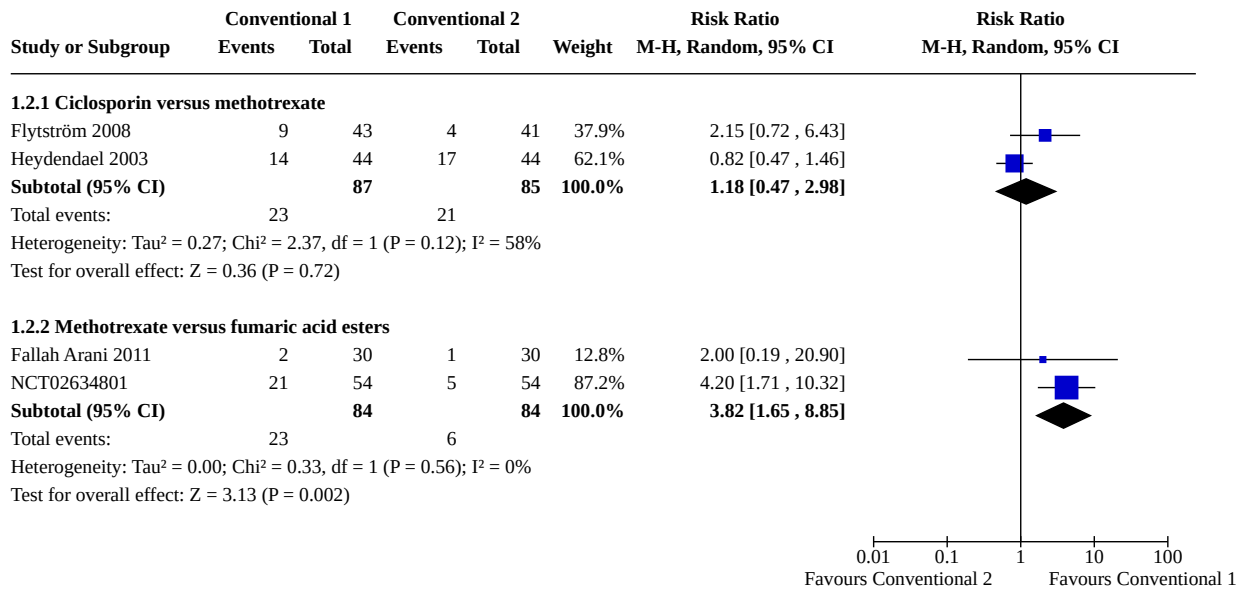 Conventional 1 Conventional 2 Risk Ratio Risk Ratio
Study or Subgroup Events Total Events Total Weight M-H, Random, 95% CI M-H, Random, 95% CI
1.2.1 Ciclosporin versus methotrexate
Flytström 2008 9 43 4 41 37.9% 2.15 [0.72 , 6.43]
Heydendael 2003 14 44 17 44 62.1% 0.82 [0.47 , 1.46]
Subtotal (95% CI) 87 85 100.0% 1.18 [0.47 , 2.98]
Total events: 23 21
Heterogeneity: Tau² = 0.27; Chi² = 2.37, df = 1 (P = 0.12); I² = 58%
Test for overall effect: Z = 0.36 (P = 0.72)
1.2.2 Methotrexate versus fumaric acid esters
Fallah Arani 2011 2 30 1 30 12.8% 2.00 [0.19 , 20.90]
NCT02634801 21 54 5 54 87.2% 4.20 [1.71 , 10.32]
Subtotal (95% CI) 84 84 100.0% 3.82 [1.65 , 8.85]
Total events: 23 6
Heterogeneity: Tau² = 0.00; Chi² = 0.33, df = 1 (P = 0.56); I² = 0%
Test for overall effect: Z = 3.13 (P = 0.002)
0.01 0.1 1 10 100
Favours Conventional 2 Favours Conventional 1